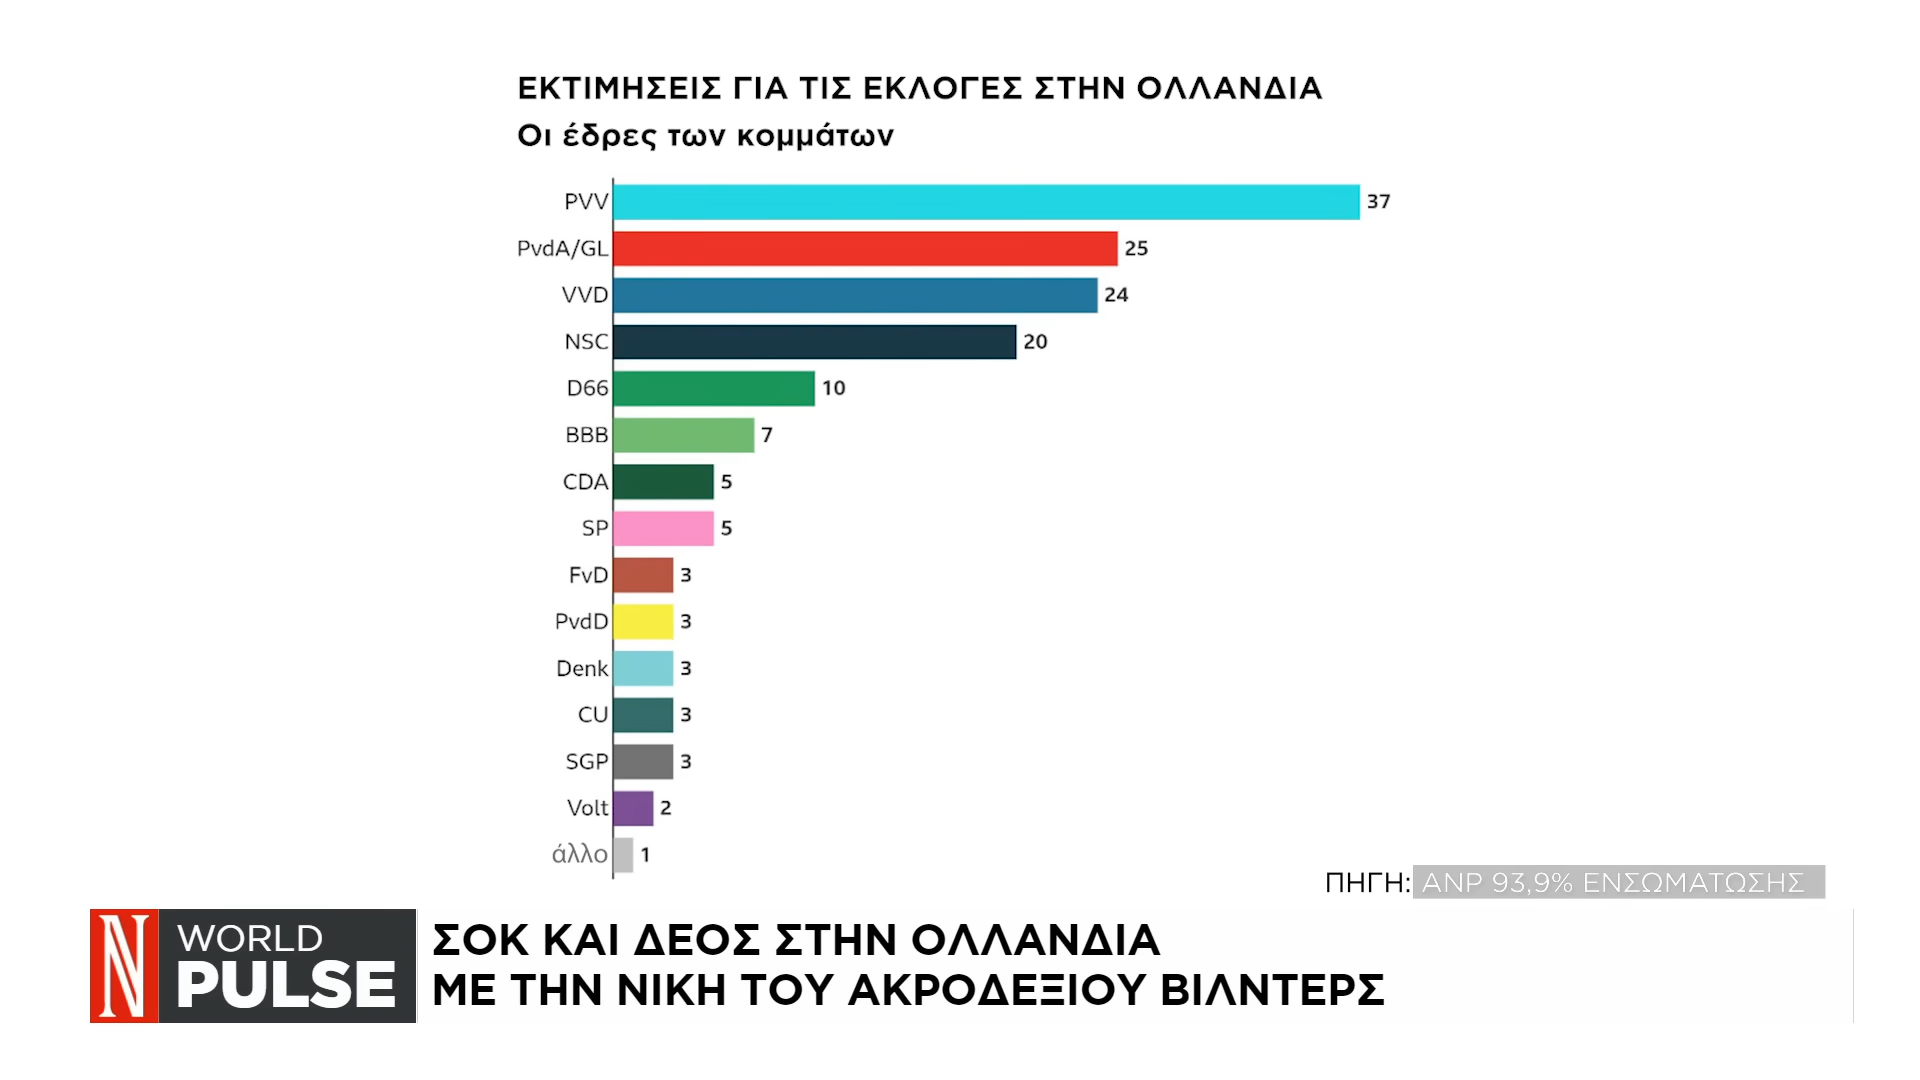 ΕΚΤΙΜΗΣΕΙΣ ΓΙΑ ΤΙΣ ΕΚΛΟΓΕΣ ΣΤΗΝ ΟΛΛΑΝΔΙΑ
Οι έδρες των κομμάτων
PVV 37
PvdA/GL 25
VVD 24
NSC 20
D66 10
BBB 7
CDA 5
SP 5
FvD 3
PvdD 3
Denk 3
CU 3
SGP 3
Volt 2
άλλο 1
ΠΗΓΗ: ANP 93,9% ΕΝΣΩΜΑΤΩΣΗΣ
N WORLD PULSE
ΣΟΚ ΚΑΙ ΔΕΟΣ ΣΤΗΝ ΟΛΛΑΝΔΙΑ
ΜΕ ΤΗΝ ΝΙΚΗ ΤΟΥ ΑΚΡΟΔΕΞΙΟΥ ΒΙΛΝΤΕΡΣ